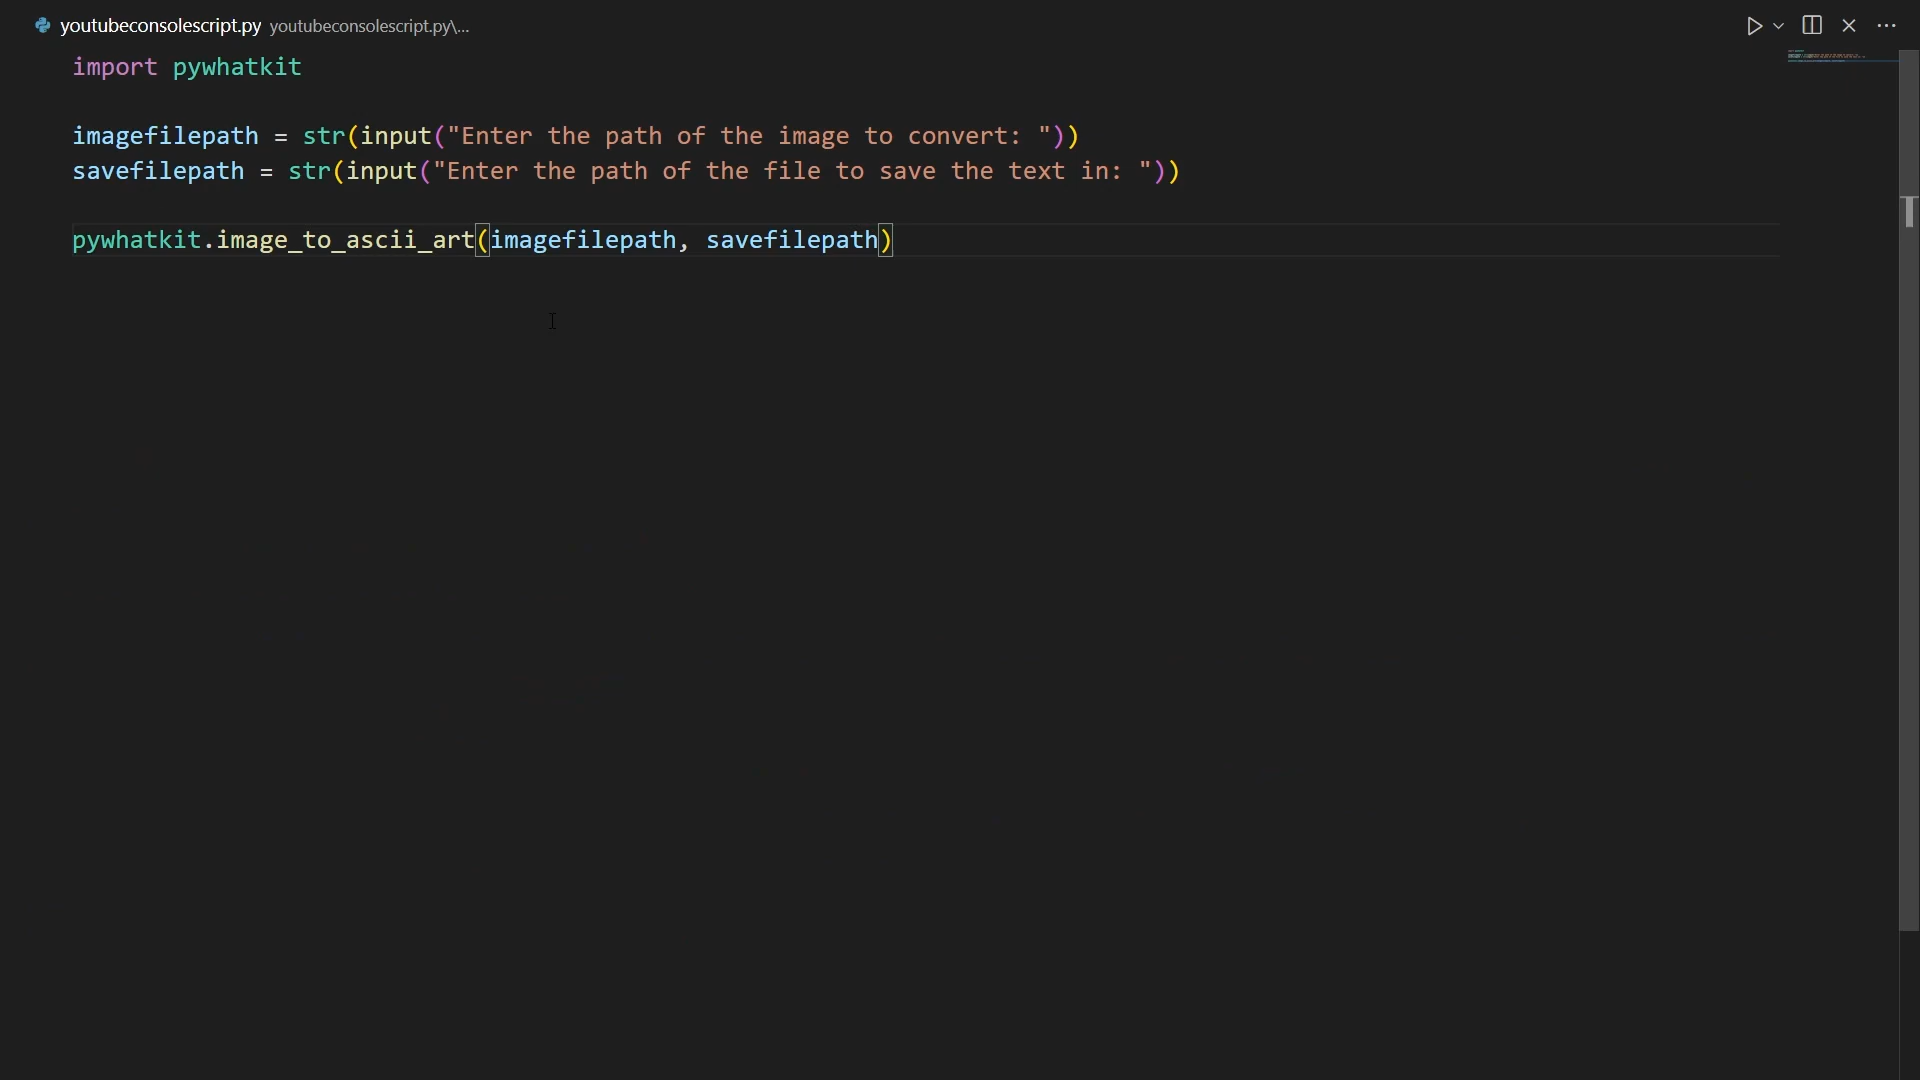 youtubeconsolescript.py youtubeconsolescript.py\...
import pywhatkit
imagefilepath = str(input("Enter the path of the image to convert: "))
savefilepath = str(input("Enter the path of the file to save the text in: "))
pywhatkit.image_to_ascii_art(imagefilepath, savefilepath)